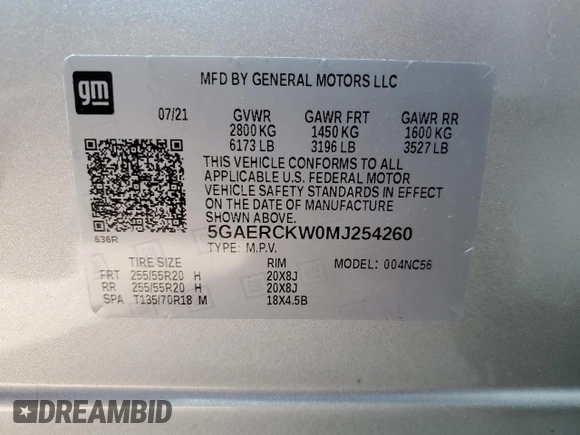 gm
MFD BY GENERAL MOTORS LLC
07/21 GVWR GAWR FRT GAWR RR
2800 KG 1450 KG 1600 KG
6173 LB 3196 LB 3527 LB
THIS VEHICLE CONFORMS TO ALL
APPLICABLE U.S. FEDERAL MOTOR
VEHICLE SAFETY STANDARDS IN EFFECT
ON THE DATE OF MANUFACTURE
SHOWN ABOVE.
636R
5GAERCKW0MJ254260
TYPE: M.P.V.
TIRE SIZE RIM MODEL: 004NC56
FRT 255/55R20 H 20X8J
RR 255/55R20 H 20X8J
SPA T135/70R18 M 18X4.5B
DREAMBID